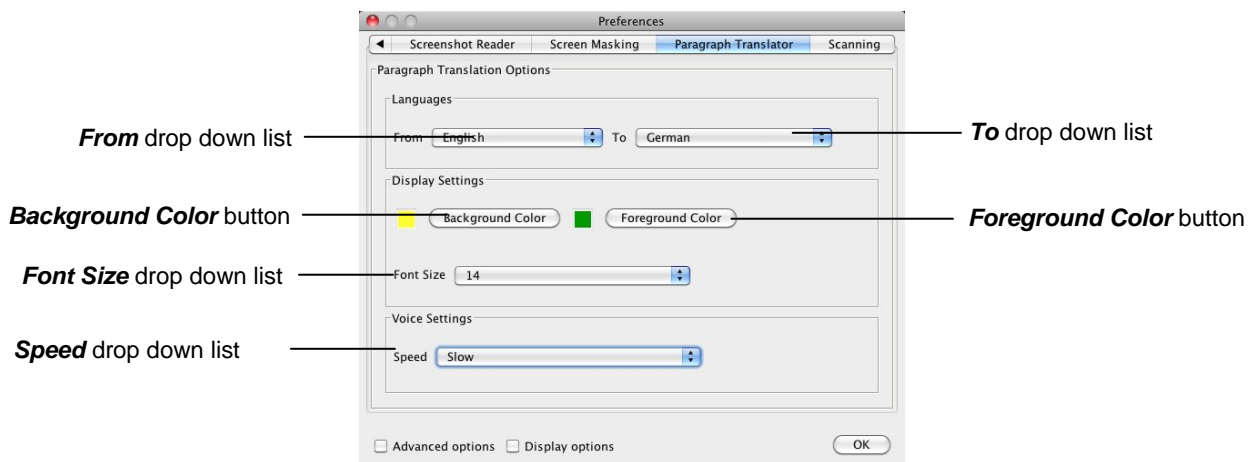 Preferences
Screenshot Reader Screen Masking Paragraph Translator Scanning
Paragraph Translation Options
Languages
From drop down list
From English To German
To drop down list
Display Settings
Background Color button
Background Color Foreground Color
Foreground Color button
Font Size drop down list
Font Size 14
Voice Settings
Speed drop down list
Speed Slow
Advanced options Display options OK